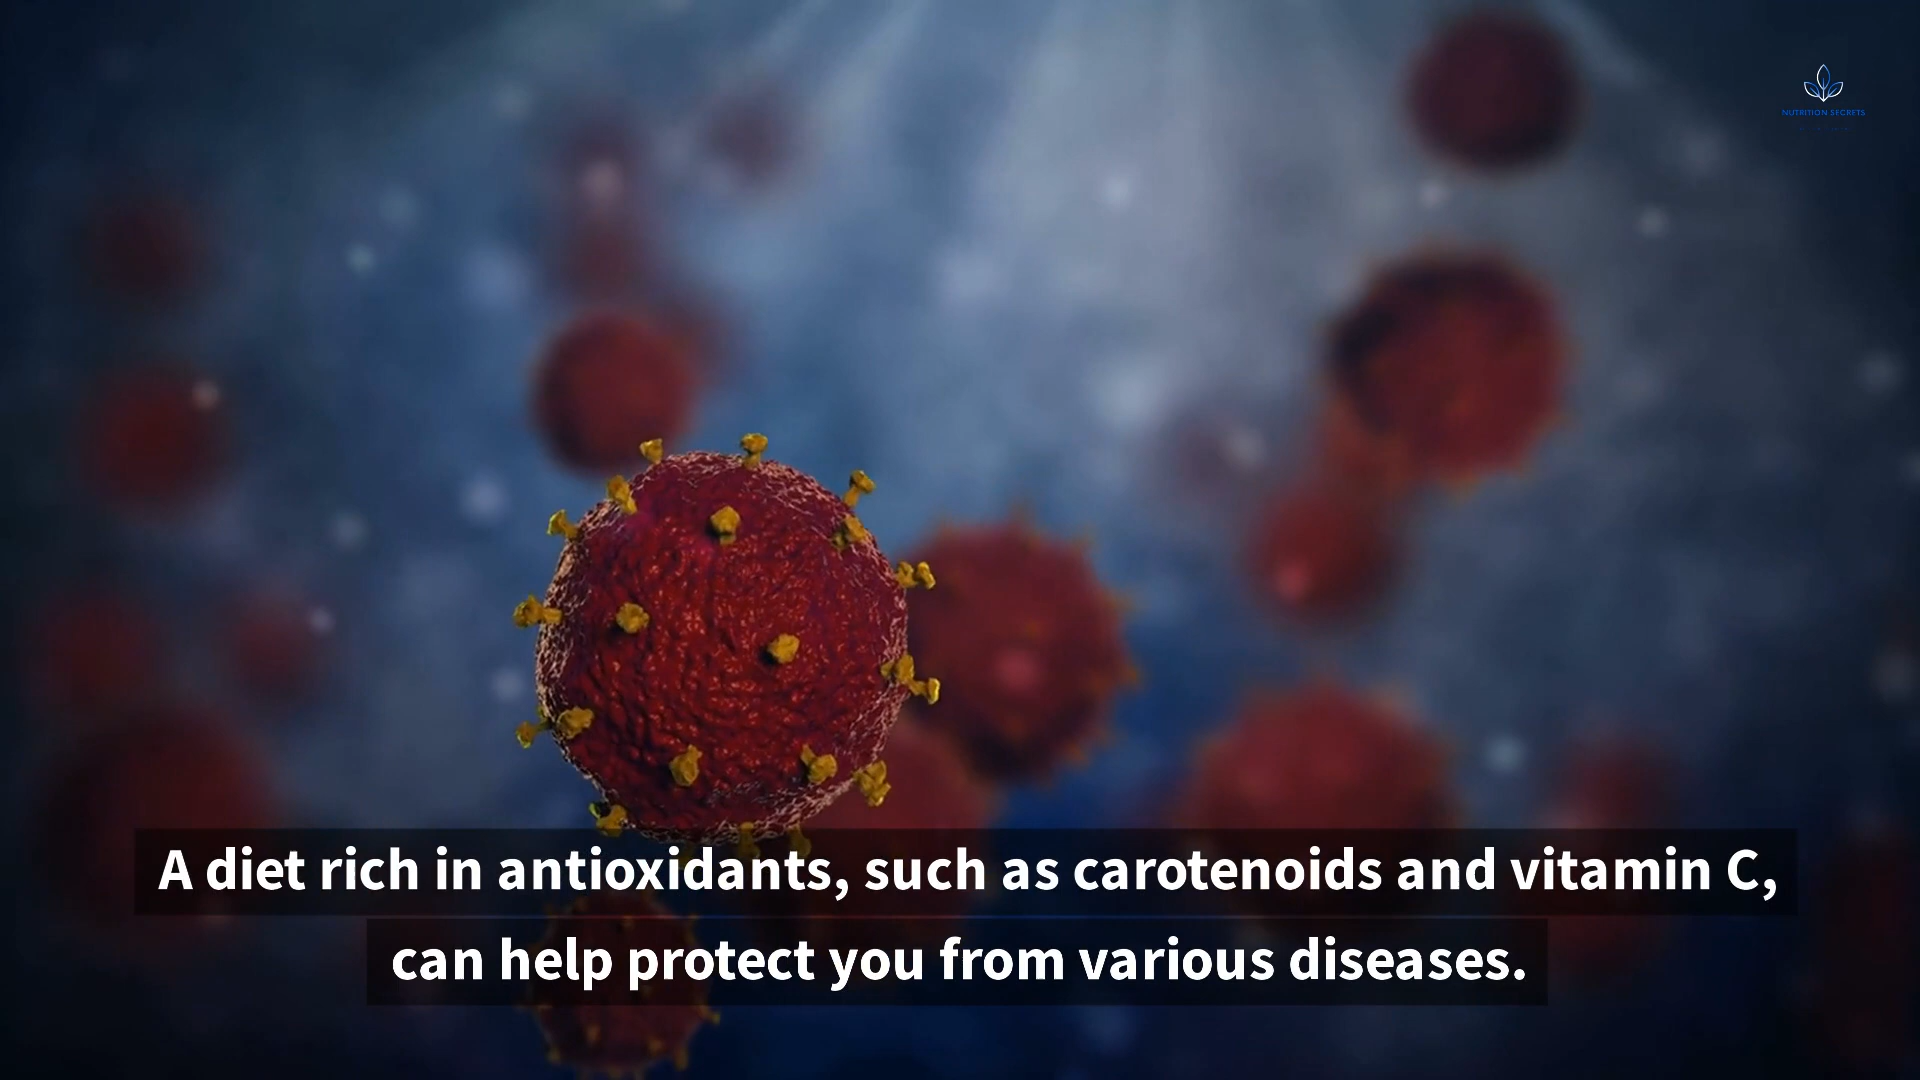 NUTRITION SECRETS
A diet rich in antioxidants, such as carotenoids and vitamin C,
can help protect you from various diseases.